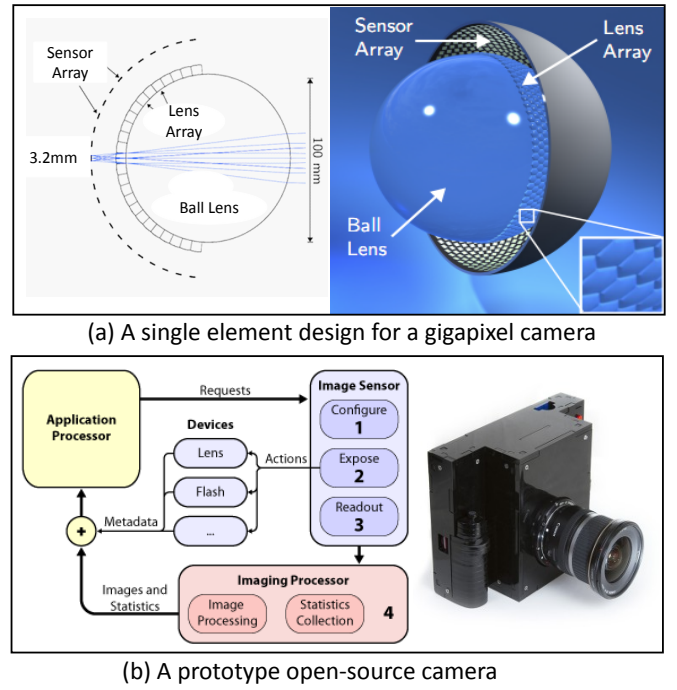 Sensor
Array
Lens
Array
3.2mm
Ball Lens
100 mm
Sensor
Array
Lens
Array
Ball
Lens
(a) A single element design for a gigapixel camera
Requests
Application
Processor
Devices
Lens
Flash
...
Actions
Metadata
+
Image Sensor
Configure
1
Expose
2
Readout
3
Images and
Statistics
Imaging Processor
Image
Processing
Statistics
Collection
4
(b) A prototype open-source camera